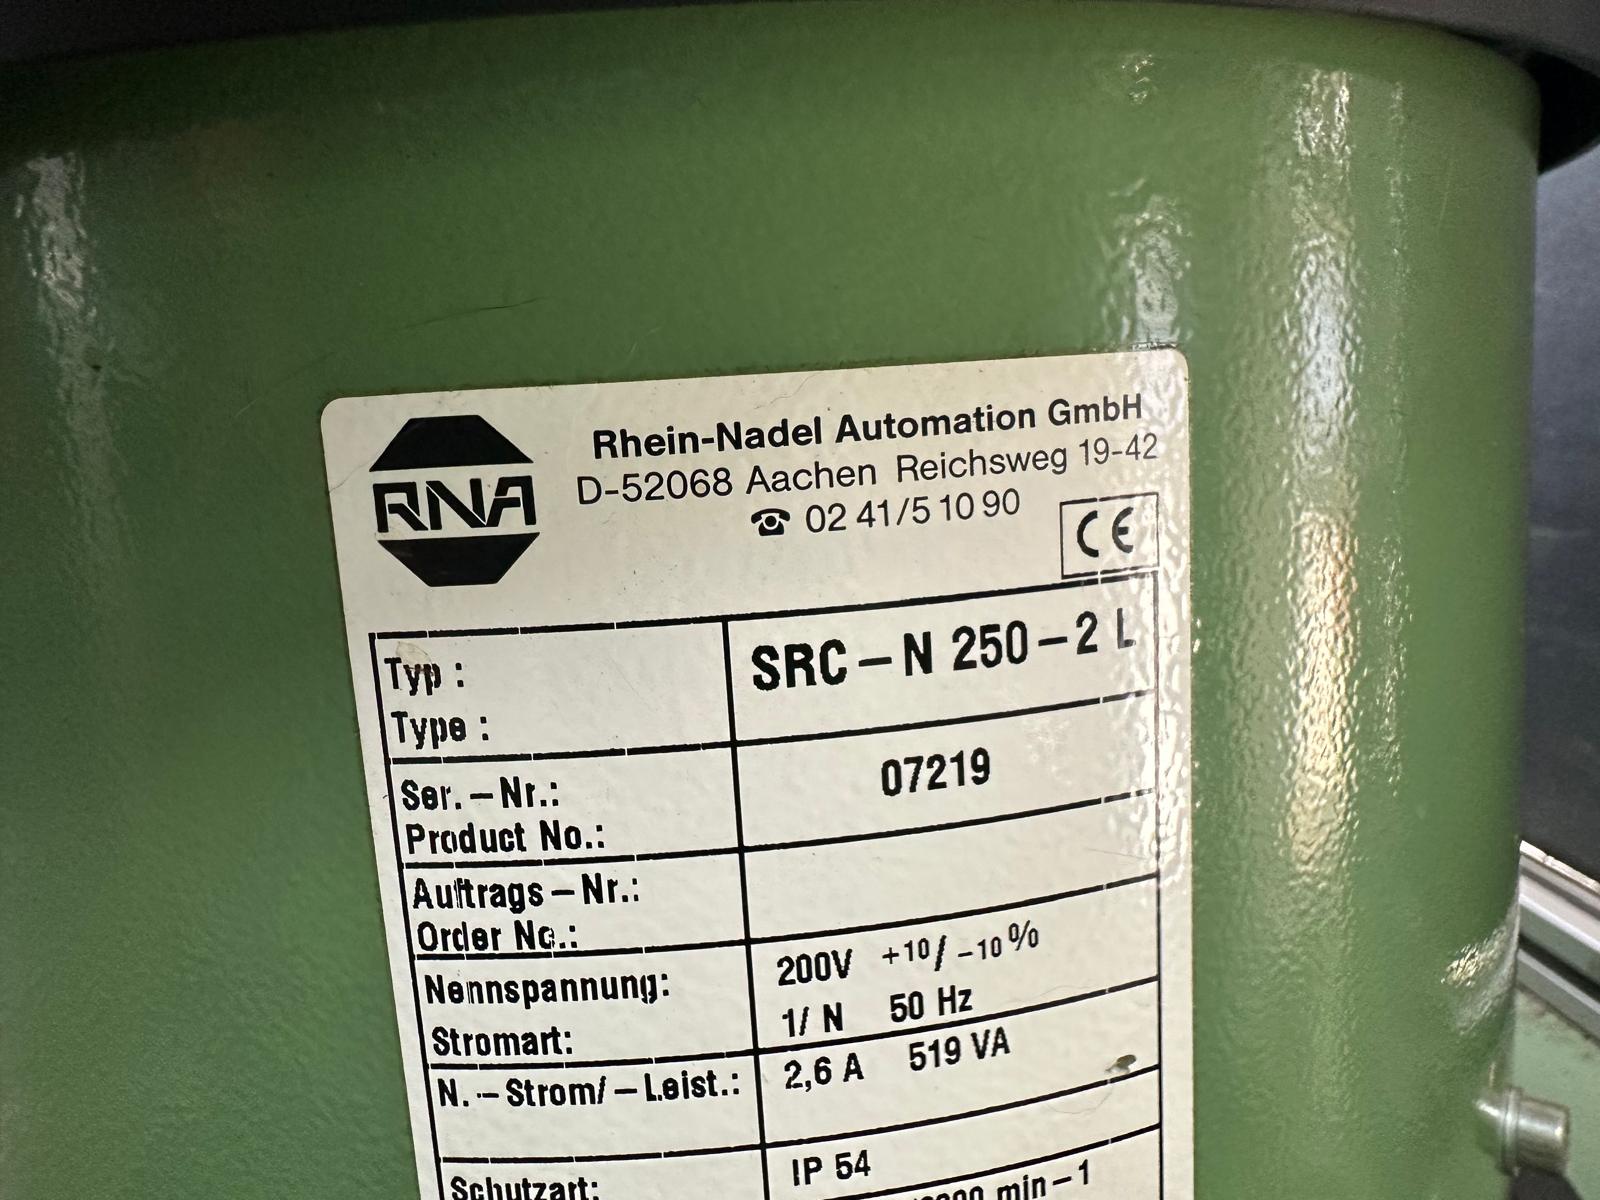 RNA
Rhein-Nadel Automation GmbH
D-52068 Aachen Reichsweg 19-42
☎ 02 41/5 10 90
CE
Typ :
Type :
SRC – N 250 – 2 L
Ser. – Nr.:
Product No.:
07219
Auftrags – Nr.:
Order No.:
Nennspannung:
200V +10/ –10%
Stromart:
1/ N 50 Hz
N. – Strom/ – Leist.:
2,6 A 519 VA
Schutzart:
IP 54
min – 1